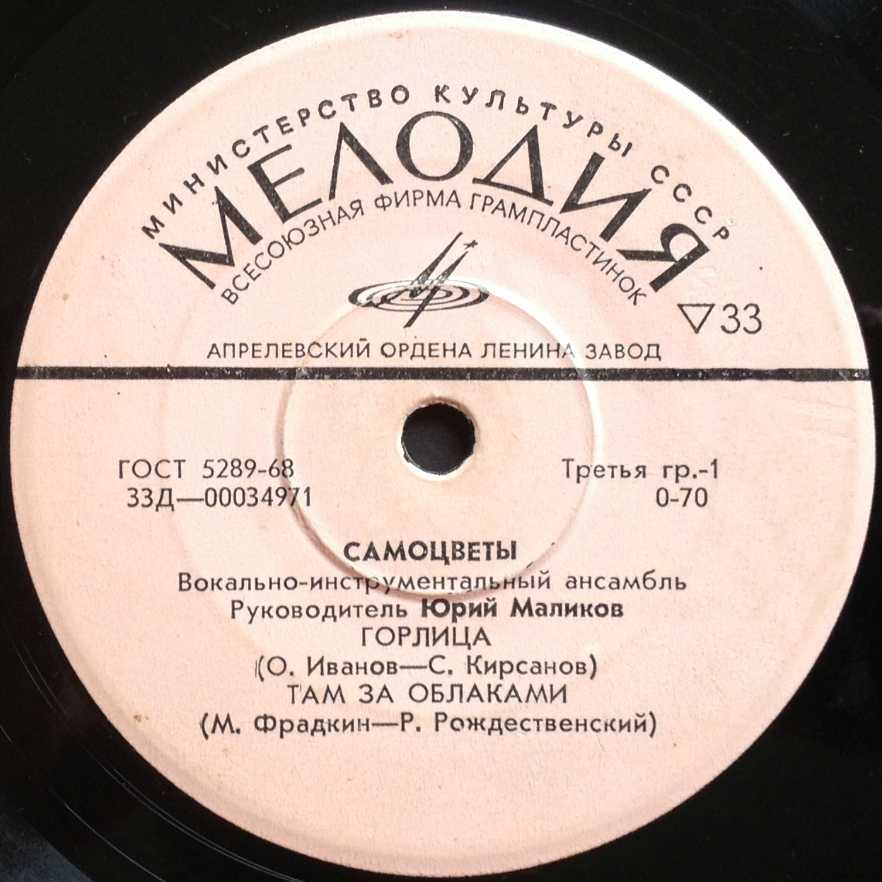 МИНИСТЕРСТВО КУЛЬТУРЫ СССР
МЕЛОДИЯ
ВСЕСОЮЗНАЯ ФИРМА ГРАМПЛАСТИНОК
▽33
АПРЕЛЕВСКИЙ ОРДЕНА ЛЕНИНА ЗАВОД
ГОСТ 5289-68 Третья гр.-1
33Д—00034971 0-70
САМОЦВЕТЫ
Вокально-инструментальный ансамбль
Руководитель Юрий Маликов
ГОРЛИЦА
(О. Иванов—С. Кирсанов)
ТАМ ЗА ОБЛАКАМИ
(М. Фрадкин—Р. Рождественский)